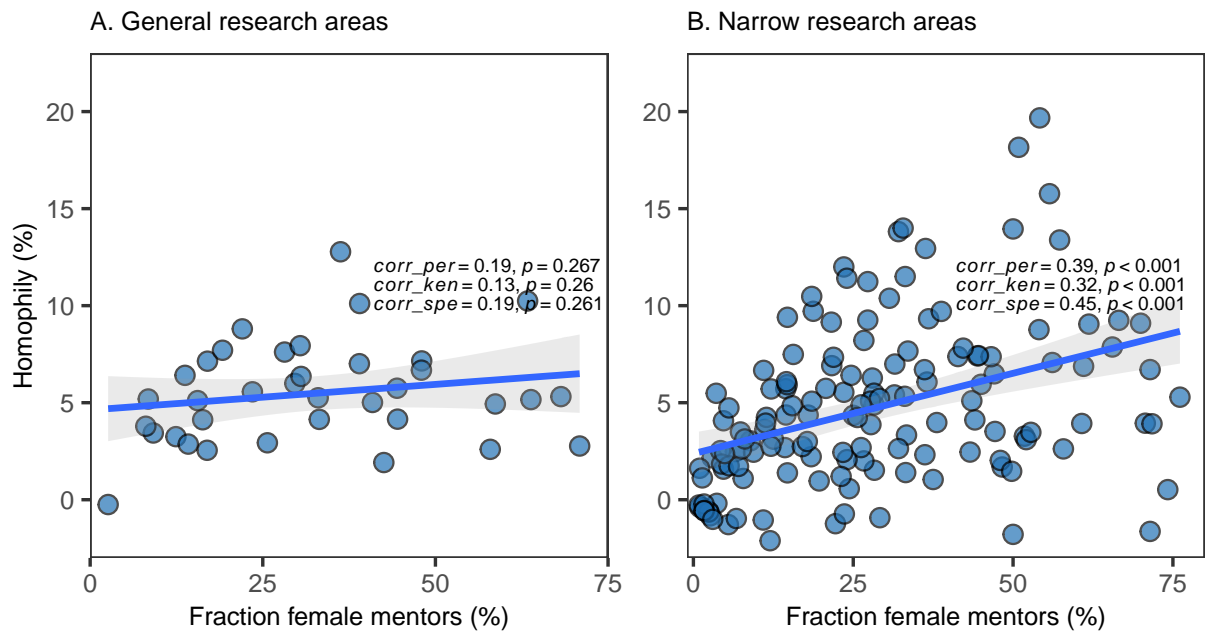 A. General research areas
Homophily (%)
20
15
10
5
0
corr_per = 0.19, p = 0.267
corr_ken = 0.13, p = 0.26
corr_spe = 0.19, p = 0.261
0 25 50 75
Fraction female mentors (%)
B. Narrow research areas
20
15
10
5
0
corr_per = 0.39, p < 0.001
corr_ken = 0.32, p < 0.001
corr_spe = 0.45, p < 0.001
0 25 50 75
Fraction female mentors (%)